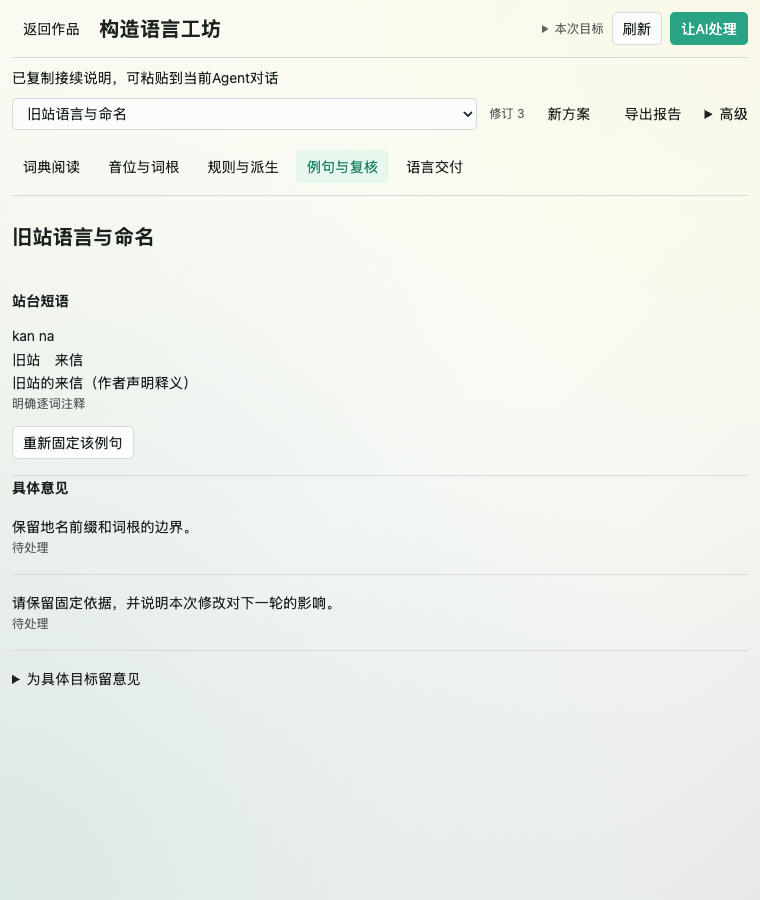 返回作品 构造语言工坊 ▶ 本次目标 刷新 让AI处理
已复制接续说明，可粘贴到当前Agent对话
旧站语言与命名 修订 3 新方案 导出报告 ▶ 高级
词典阅读 音位与词根 规则与派生 例句与复核 语言交付
旧站语言与命名
站台短语
kan na
旧站 来信
旧站的来信（作者声明释义）
明确逐词注释
重新固定该例句
具体意见
保留地名前缀和词根的边界。
待处理
请保留固定依据，并说明本次修改对下一轮的影响。
待处理
▶ 为具体目标留意见